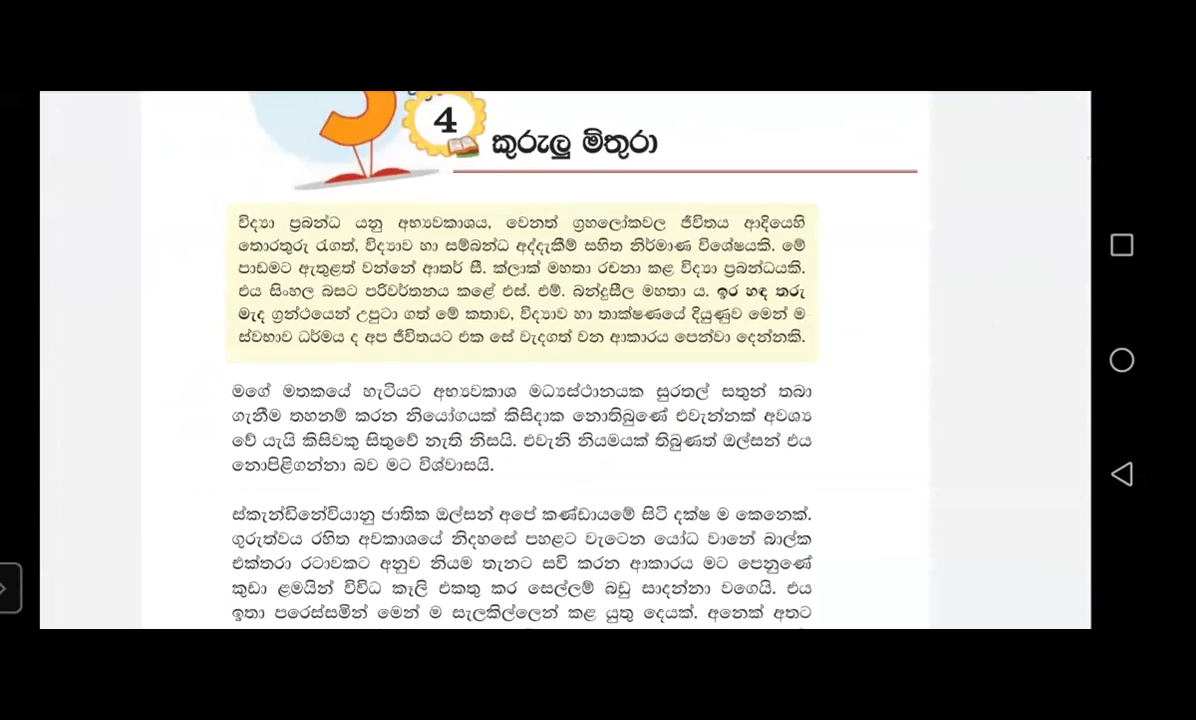 4
කුරුලු මිතුරා
විද්‍යා ප්‍රබන්ධ යනු අභ්‍යවකාශය, වෙනත් ග්‍රහලෝකවල ජීවිතය ආදියෙහි
තොරතුරු රැගත්, විද්‍යාව හා සම්බන්ධ අද්දැකීම් සහිත නිර්මාණ විශේෂයකි. මේ
පාඩමට ඇතුළත් වන්නේ ආතර් සී. ක්ලාක් මහතා රචනා කළ විද්‍යා ප්‍රබන්ධයකි.
එය සිංහල බසට පරිවර්තනය කළේ එස්. එම්. බන්දුසීල මහතා ය. ඉර හඳ තරු
මැද ග්‍රන්ථයෙන් උපුටා ගත් මේ කතාව, විද්‍යාව හා තාක්ෂණයේ දියුණුව මෙන් ම
ස්වභාව ධර්මය ද අප ජීවිතයට එක සේ වැදගත් වන ආකාරය පෙන්වා දෙන්නකි.
මගේ මතකයේ හැටියට අභ්‍යවකාශ මධ්‍යස්ථානයක සුරතල් සතුන් තබා
ගැනීම තහනම් කරන නියෝගයක් කිසිදාක නොතිබුණේ එවැන්නක් අවශ්‍ය
වේ යැයි කිසිවකු සිතුවේ නැති නිසයි. එවැනි නියමයක් තිබුණත් ඔල්සන් එය
නොපිළිගන්නා බව මට විශ්වාසයි.
ස්කැන්ඩිනේවියානු ජාතික ඔල්සන් අපේ කණ්ඩායමේ සිටි දක්ෂ ම කෙනෙක්.
ගුරුත්වය රහිත අවකාශයේ නිදහසේ පහළට වැටෙන යෝධ වානේ බාල්ක
එක්තරා රටාවකට අනුව නියම තැනට සවි කරන ආකාරය මට පෙනුණේ
කුඩා ළමයින් විවිධ කෑලි එකතු කර සෙල්ලම් බඩු සාදන්නා වගෙයි. එය
ඉතා පරෙස්සමින් මෙන් ම සැලකිල්ලෙන් කළ යුතු දෙයක්. අනෙක් අතට